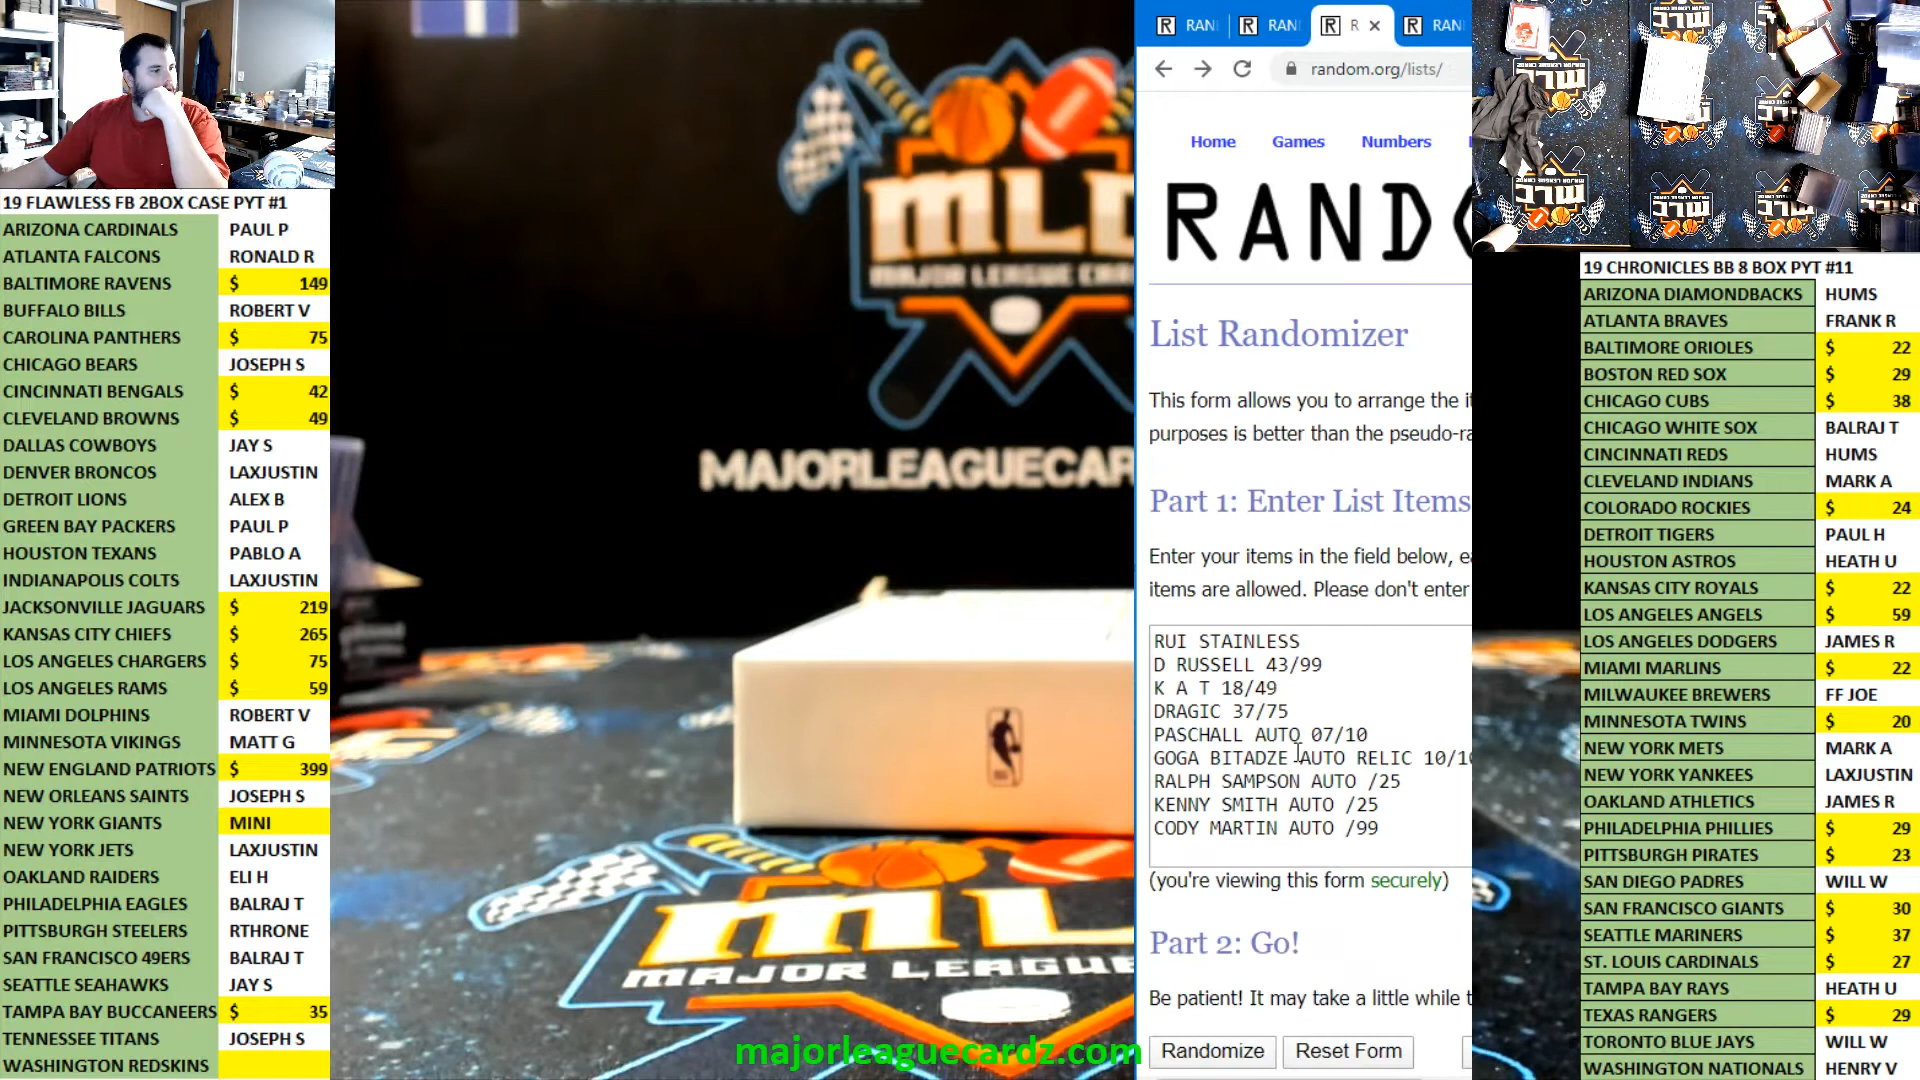 19 FLAWLESS FB 2BOX CASE PYT #1
ARIZONA CARDINALS PAUL P
ATLANTA FALCONS RONALD R
BALTIMORE RAVENS $ 149
BUFFALO BILLS ROBERT V
CAROLINA PANTHERS $ 75
CHICAGO BEARS JOSEPH S
CINCINNATI BENGALS $ 42
CLEVELAND BROWNS $ 49
DALLAS COWBOYS JAY S
DENVER BRONCOS LAXJUSTIN
DETROIT LIONS ALEX B
GREEN BAY PACKERS PAUL P
HOUSTON TEXANS PABLO A
INDIANAPOLIS COLTS LAXJUSTIN
JACKSONVILLE JAGUARS $ 219
KANSAS CITY CHIEFS $ 265
LOS ANGELES CHARGERS $ 75
LOS ANGELES RAMS $ 59
MIAMI DOLPHINS ROBERT V
MINNESOTA VIKINGS MATT G
NEW ENGLAND PATRIOTS $ 399
NEW ORLEANS SAINTS JOSEPH S
NEW YORK GIANTS MINI
NEW YORK JETS LAXJUSTIN
OAKLAND RAIDERS ELI H
PHILADELPHIA EAGLES BALRAJ T
PITTSBURGH STEELERS RTHRONE
SAN FRANCISCO 49ERS BALRAJ T
SEATTLE SEAHAWKS JAY S
TAMPA BAY BUCCANEERS $ 35
TENNESSEE TITANS JOSEPH S
WASHINGTON REDSKINS
MLC
MAJOR LEAGUE CAR
MAJORLEAGUECAR
ML
MAJOR LEAGUE
majorleaguecardz.com
RAN
RAN
R
RAN
random.org/lists/
Home Games Numbers
RANDO
List Randomizer
This form allows you to arrange the it
purposes is better than the pseudo-ra
Part 1: Enter List Items
Enter your items in the field below, ea
items are allowed. Please don't enter
RUI STAINLESS
D RUSSELL 43/99
K A T 18/49
DRAGIC 37/75
PASCHALL AUTO 07/10
GOGA BITADZE AUTO RELIC 10/10
RALPH SAMPSON AUTO /25
KENNY SMITH AUTO /25
CODY MARTIN AUTO /99
(you're viewing this form securely)
Part 2: Go!
Be patient! It may take a little while t
Randomize Reset Form
19 CHRONICLES BB 8 BOX PYT #11
ARIZONA DIAMONDBACKS HUMS
ATLANTA BRAVES FRANK R
BALTIMORE ORIOLES $ 22
BOSTON RED SOX $ 29
CHICAGO CUBS $ 38
CHICAGO WHITE SOX BALRAJ T
CINCINNATI REDS HUMS
CLEVELAND INDIANS MARK A
COLORADO ROCKIES $ 24
DETROIT TIGERS PAUL H
HOUSTON ASTROS HEATH U
KANSAS CITY ROYALS $ 22
LOS ANGELES ANGELS $ 59
LOS ANGELES DODGERS JAMES R
MIAMI MARLINS $ 22
MILWAUKEE BREWERS FF JOE
MINNESOTA TWINS $ 20
NEW YORK METS MARK A
NEW YORK YANKEES LAXJUSTIN
OAKLAND ATHLETICS JAMES R
PHILADELPHIA PHILLIES $ 29
PITTSBURGH PIRATES $ 23
SAN DIEGO PADRES WILL W
SAN FRANCISCO GIANTS $ 30
SEATTLE MARINERS $ 37
ST. LOUIS CARDINALS $ 27
TAMPA BAY RAYS HEATH U
TEXAS RANGERS $ 29
TORONTO BLUE JAYS WILL W
WASHINGTON NATIONALS HENRY V